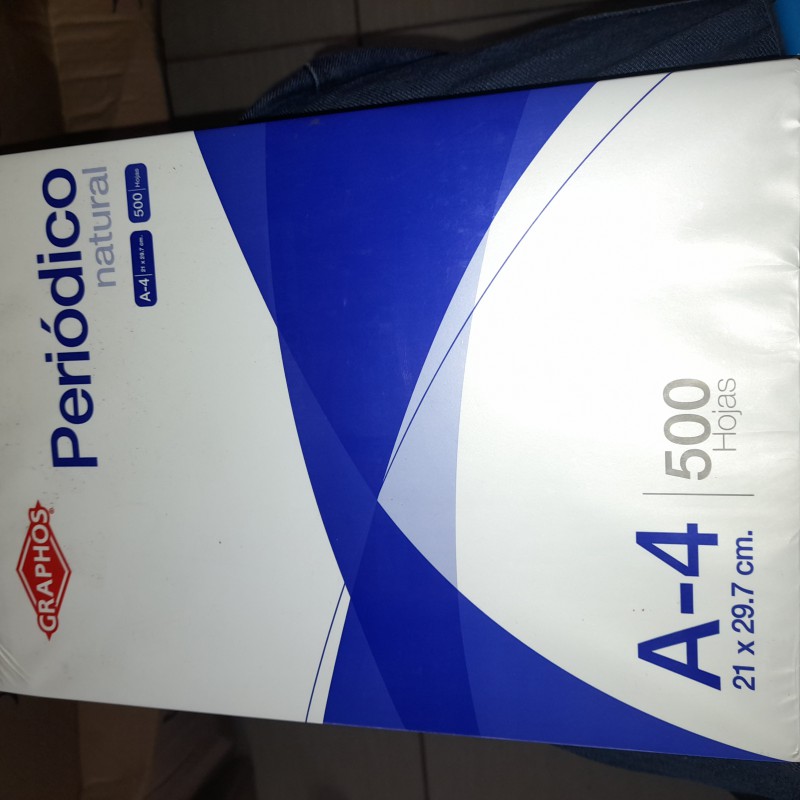 GRAPHOS®
Periódico
natural
A-4 | 21 x 29.7 cm.
500 Hojas
A-4 | 500
21 x 29.7 cm. Hojas